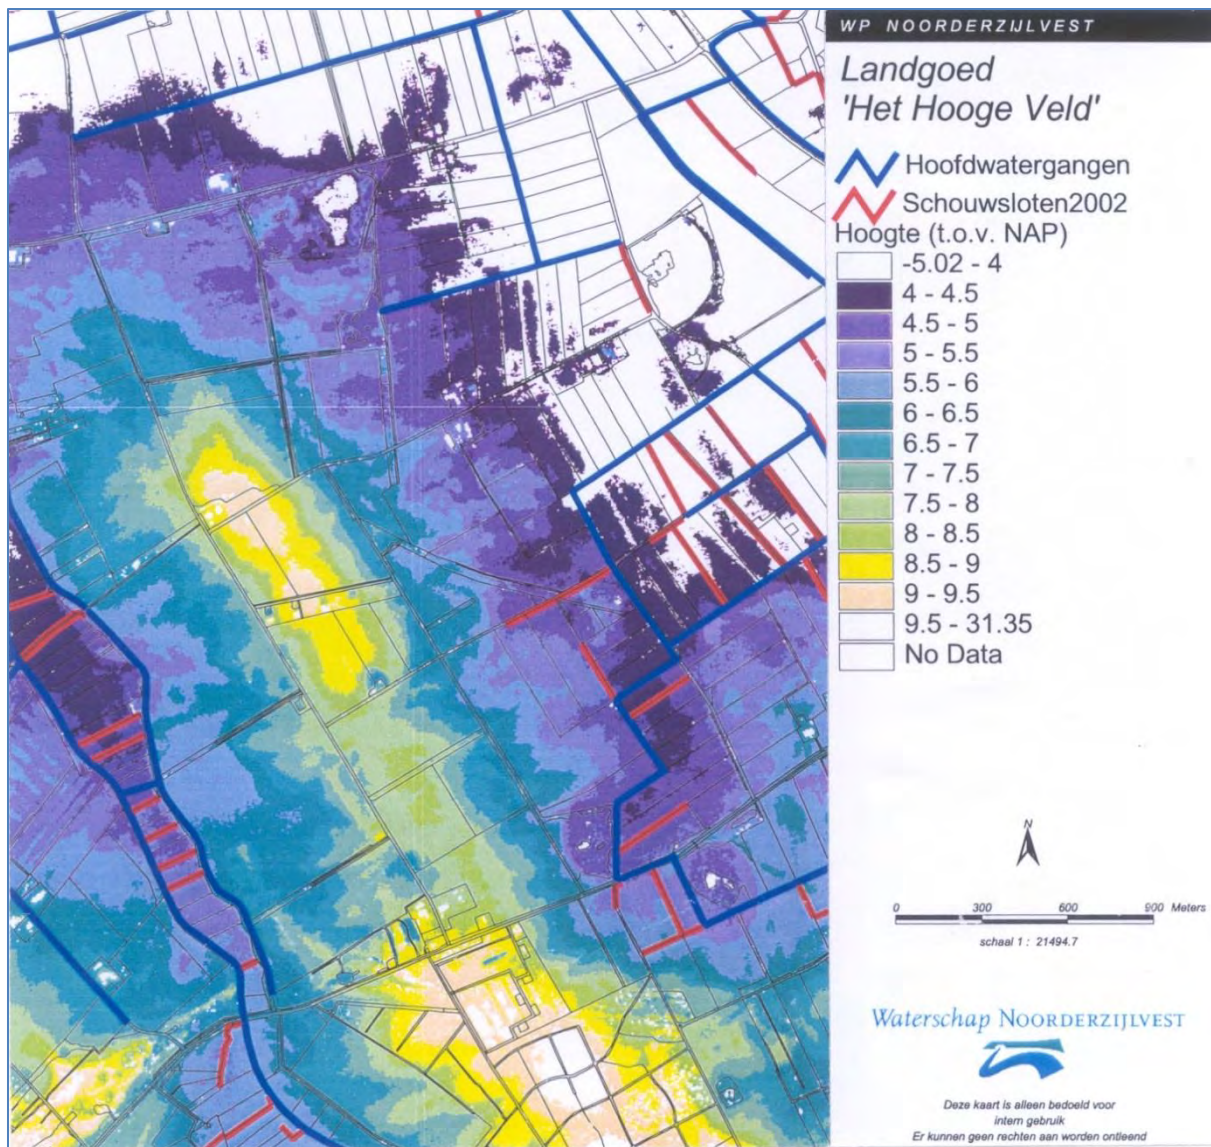 WP NOORDERZIJLVEST
Landgoed
'Het Hooge Veld'
Hoofdwatergangen
Schouwsloten2002
Hoogte (t.o.v. NAP)
-5.02 - 4
4 - 4.5
4.5 - 5
5 - 5.5
5.5 - 6
6 - 6.5
6.5 - 7
7 - 7.5
7.5 - 8
8 - 8.5
8.5 - 9
9 - 9.5
9.5 - 31.35
No Data
N
0 300 600 900 Meters
schaal 1 : 21494.7
Waterschap NOORDERZIJLVEST
Deze kaart is alleen bedoeld voor
intern gebruik
Er kunnen geen rechten aan worden ontleend